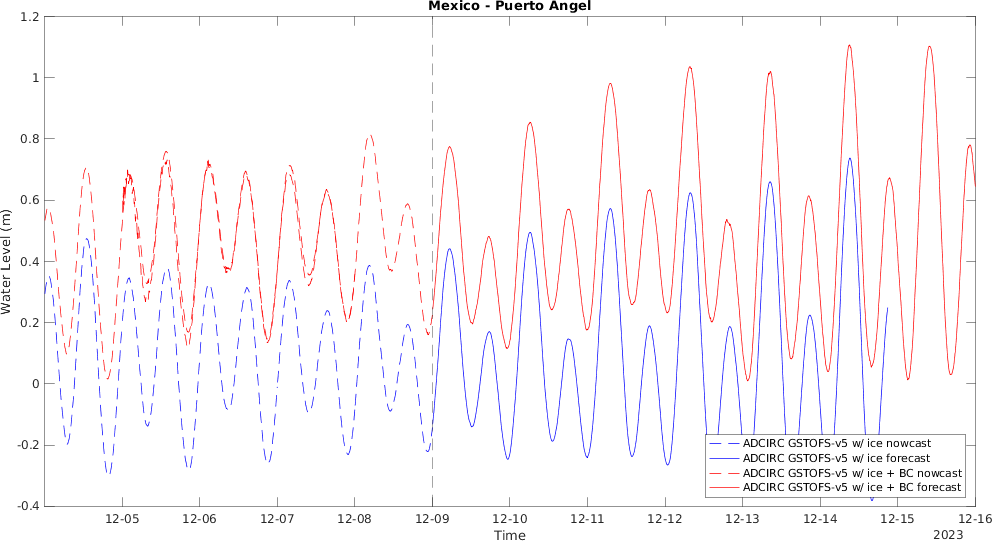 Mexico - Puerto Angel
1.2
1
0.8
0.6
0.4
0.2
0
-0.2
-0.4
Water Level (m)
ADCIRC GSTOFS-v5 w/ ice nowcast
ADCIRC GSTOFS-v5 w/ ice forecast
ADCIRC GSTOFS-v5 w/ ice + BC nowcast
ADCIRC GSTOFS-v5 w/ ice + BC forecast
12-05 12-06 12-07 12-08 12-09 12-10 12-11 12-12 12-13 12-14 12-15 12-16
Time
2023